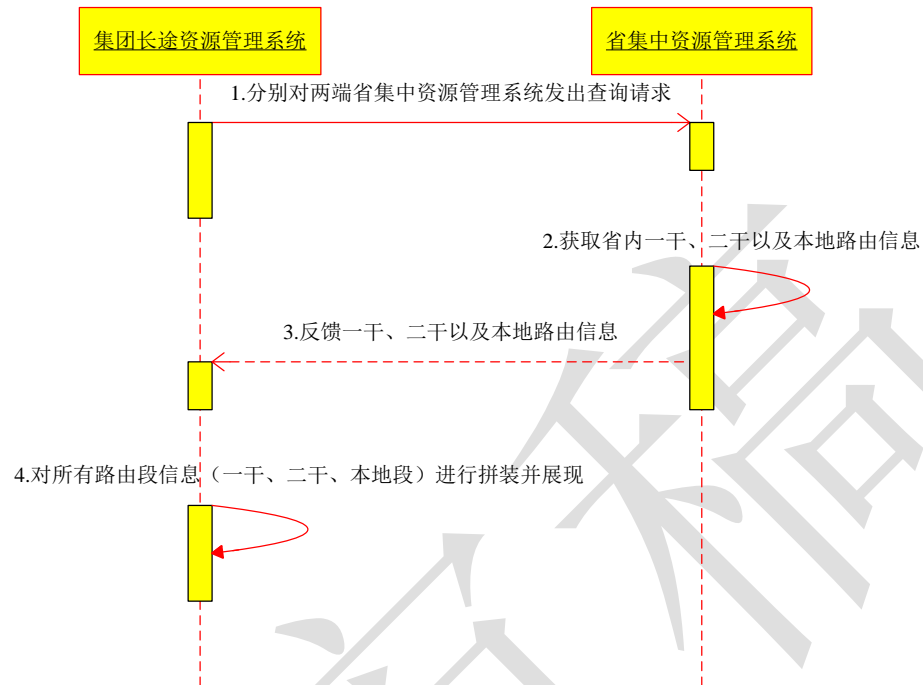 集团长途资源管理系统
省集中资源管理系统
1.分别对两端省集中资源管理系统发出查询请求
2.获取省内一干、二干以及本地路由信息
3.反馈一干、二干以及本地路由信息
4.对所有路由段信息（一干、二干、本地段）进行拼装并展现
稿